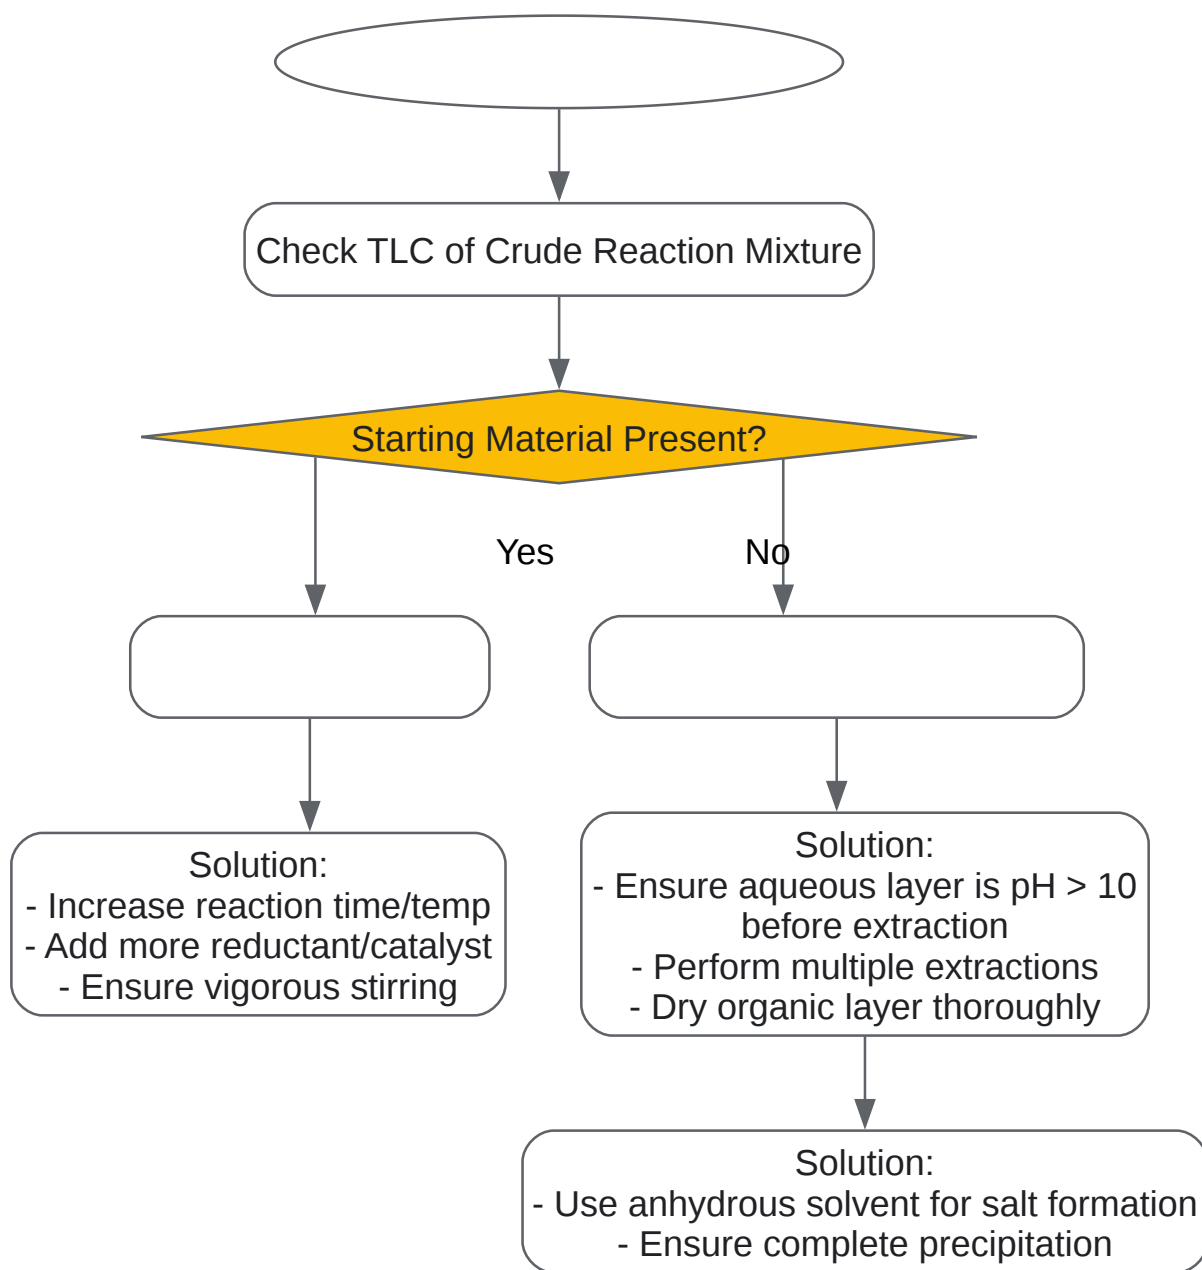 Check TLC of Crude Reaction Mixture
Starting Material Present?
Yes
No
Solution:
- Increase reaction time/temp
- Add more reductant/catalyst
- Ensure vigorous stirring
Solution:
- Ensure aqueous layer is pH > 10
before extraction
- Perform multiple extractions
- Dry organic layer thoroughly
Solution:
- Use anhydrous solvent for salt formation
- Ensure complete precipitation